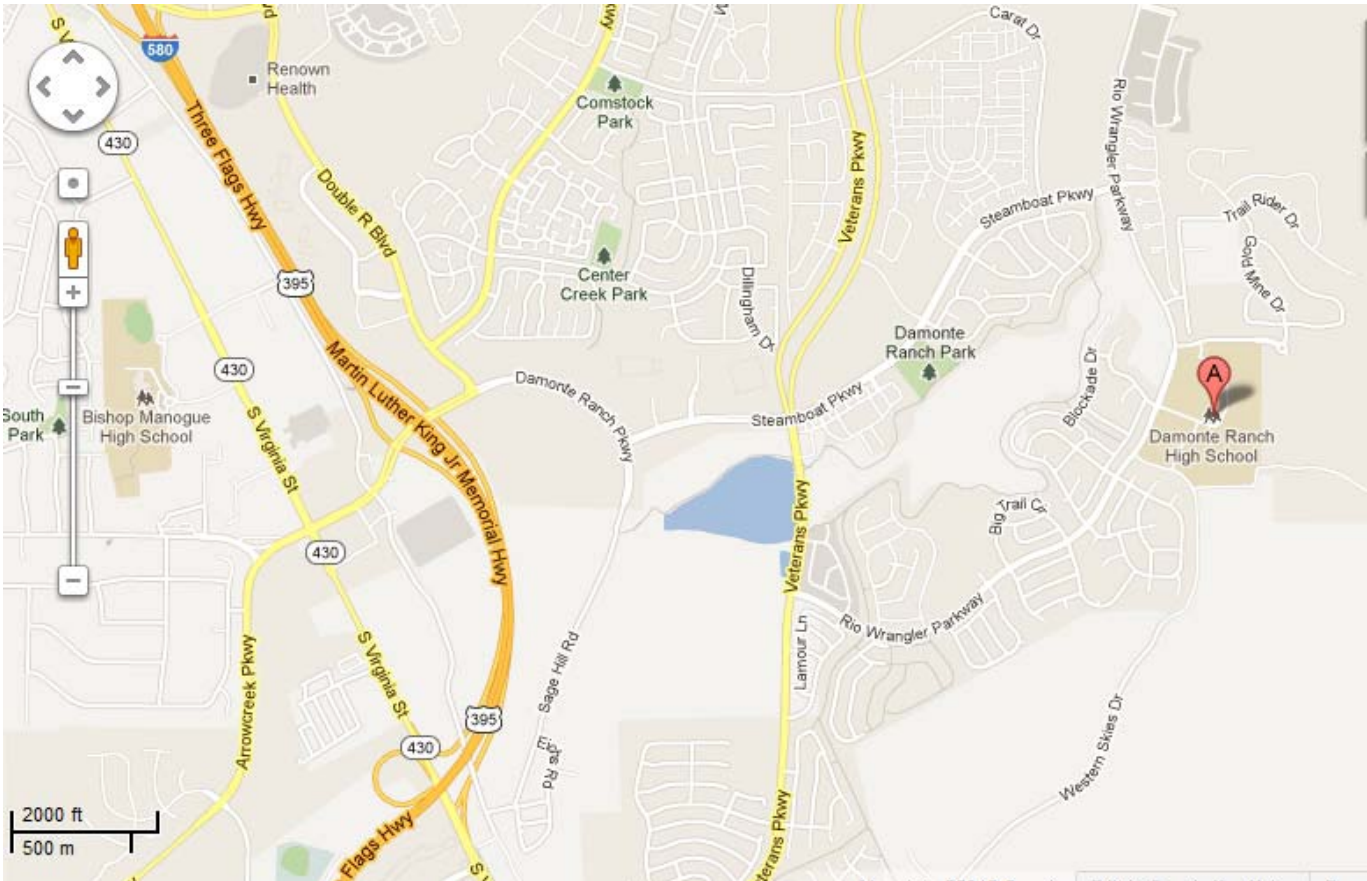 580
Renown
Health
430
Three Flags Hwy
Double R Blvd
Comstock
Park
Carat Dr
Rio Wrangler Parkway
Veterans Pkwy
Steamboat Pkwy
Trail Rider Dr
Gold Mine Dr
395
Center
Creek Park
Dillingham Dr
Damonte
Ranch Park
430
Martin Luther King Jr Memorial Hwy
Damonte Ranch Pkwy
Steamboat Pkwy
Blockade Dr
A
South
Park
Bishop Manogue
High School
S Virginia St
Damonte Ranch
High School
Big Trail Cir
Veterans Pkwy
430
Rio Wrangler Parkway
Lamour Ln
Arrowcreek Pkwy
S Virginia St
Sage Hill Rd
395
430
Western Skies Dr
2000 ft
500 m
Flags Hwy
terans Pkwy